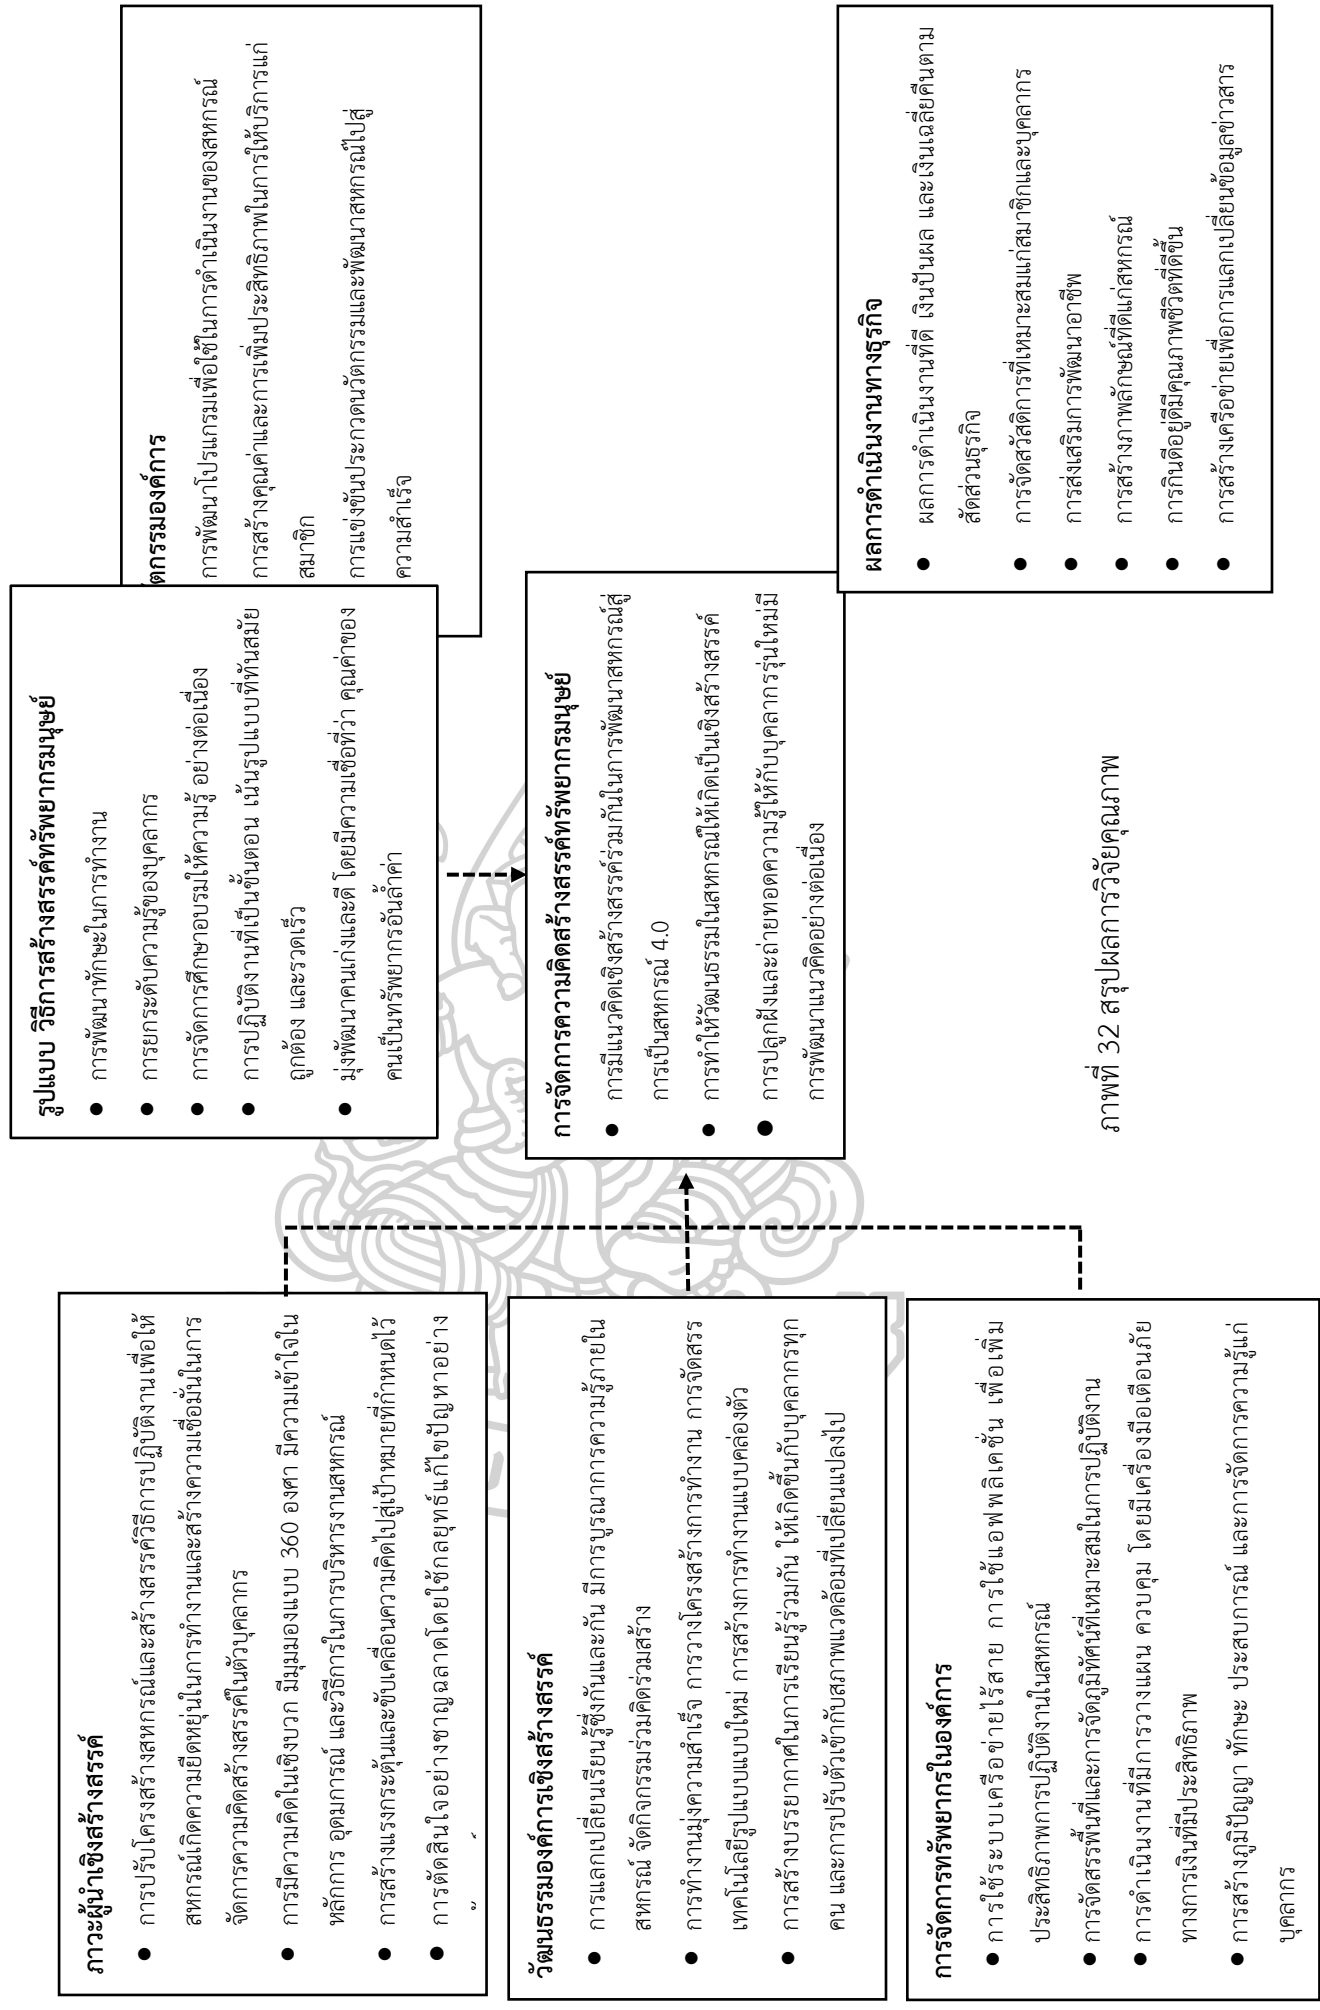 ภาวะผู้นำเชิงสร้างสรรค์
● การปรับโครงสร้างสหกรณ์และสร้างสรรค์วิธีการปฏิบัติงานเพื่อให้
สหกรณ์เกิดความยืดหยุ่นในการทำงานและสร้างความเชื่อมั่นในการ
จัดการความคิดสร้างสรรค์ในตัวบุคลากร
● การมีความคิดในเชิงบวก มีมุมมองแบบ 360 องศา มีความเข้าใจใน
หลักการ อุดมการณ์ และวิธีการในการบริหารงานสหกรณ์
● การสร้างแรงกระตุ้นและขับเคลื่อนความคิดไปสู่เป้าหมายที่กำหนดไว้
● การตัดสินใจอย่างชาญฉลาดโดยใช้กลยุทธ์แก้ไขปัญหาอย่าง
วัฒนธรรมองค์การเชิงสร้างสรรค์
● การแลกเปลี่ยนเรียนรู้ซึ่งกันและกัน มีการบูรณาการความรู้ภายใน
สหกรณ์ จัดกิจกรรมร่วมคิดร่วมสร้าง
● การทำงานมุ่งความสำเร็จ การวางโครงสร้างการทำงาน การจัดสรร
เทคโนโลยีรูปแบบแบบใหม่ การสร้างการทำงานแบบคล่องตัว
● การสร้างบรรยากาศในการเรียนรู้ร่วมกัน ให้เกิดขึ้นกับบุคลากรทุก
คน และการปรับตัวเข้ากับสภาพแวดล้อมที่เปลี่ยนแปลงไป
การจัดการทรัพยากรในองค์การ
● การใช้ระบบเครือข่ายไร้สาย การใช้แอฟพลิเคชั่น เพื่อเพิ่ม
ประสิทธิภาพการปฏิบัติงานในสหกรณ์
● การจัดสรรพื้นที่และการจัดภูมิทัศน์ที่เหมาะสมในการปฏิบัติงาน
● การดำเนินงานที่มีการวางแผน ควบคุม โดยมีเครื่องมือเตือนภัย
ทางการเงินที่มีประสิทธิภาพ
● การสร้างภูมิปัญญา ทักษะ ประสบการณ์ และการจัดการความรู้แก่
บุคลากร
รูปแบบ วิธีการสร้างสรรค์ทรัพยากรมนุษย์
● การพัฒนาทักษะในการทำงาน
● การยกระดับความรู้ของบุคลากร
● การจัดการศึกษาอบรมให้ความรู้ อย่างต่อเนื่อง
● การปฏิบัติงานที่เป็นขั้นตอน เน้นรูปแบบที่ทันสมัย
ถูกต้อง และรวดเร็ว
● มุ่งพัฒนาคนเก่งและดี โดยมีความเชื่อที่ว่า คุณค่าของ
คนเป็นทรัพยากรอันล้ำค่า
การจัดการความคิดสร้างสรรค์ทรัพยากรมนุษย์
● การมีแนวคิดเชิงสร้างสรรค์ร่วมกันในการพัฒนาสหกรณ์สู่
การเป็นสหกรณ์ 4.0
● การทำให้วัฒนธรรมในสหกรณ์ให้เกิดเป็นเชิงสร้างสรรค์
● การปลูกฝังและถ่ายทอดความรู้ให้กับบุคลากรรุ่นใหม่มี
การพัฒนาแนวคิดอย่างต่อเนื่อง
ตกรรมองค์การ
การพัฒนาโปรแกรมเพื่อใช้ในการดำเนินงานของสหกรณ์
การสร้างคุณค่าและการเพิ่มประสิทธิภาพในการให้บริการแก่
สมาชิก
การแข่งขันประกวดนวัตกรรมและพัฒนาสหกรณ์ไปสู่
ความสำเร็จ
ผลการดำเนินงานทางธุรกิจ
● ผลการดำเนินงานที่ดี เงินปันผล และเงินเฉลี่ยคืนตาม
สัดส่วนธุรกิจ
● การจัดสวัสดิการที่เหมาะสมแก่สมาชิกและบุคลากร
● การส่งเสริมการพัฒนาอาชีพ
● การสร้างภาพลักษณ์ที่ดีแก่สหกรณ์
● การกินดีอยู่ดีมีคุณภาพชีวิตที่ดีขึ้น
● การสร้างเครือข่ายเพื่อการแลกเปลี่ยนข้อมูลข่าวสาร
ภาพที่ 32 สรุปผลการวิจัยคุณภาพ